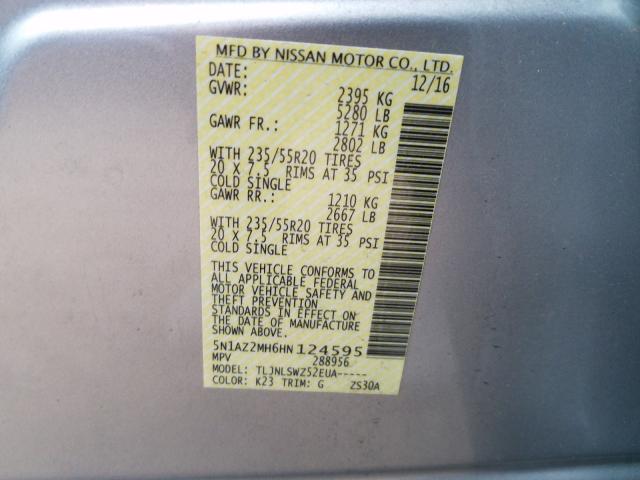 MFD BY NISSAN MOTOR CO., LTD.
DATE: 12/16
GVWR: 2395 KG
5280 LB
GAWR FR.: 1271 KG
2802 LB
WITH 235/55R20 TIRES
20 X 7.5 RIMS AT 35 PSI
COLD SINGLE
GAWR RR.: 1210 KG
2667 LB
WITH 235/55R20 TIRES
20 X 7.5 RIMS AT 35 PSI
COLD SINGLE
THIS VEHICLE CONFORMS TO
ALL APPLICABLE FEDERAL
MOTOR VEHICLE SAFETY AND
THEFT PREVENTION
STANDARDS IN EFFECT ON
THE DATE OF MANUFACTURE
SHOWN ABOVE.
5N1AZ2MH6HN124595
MPV 288956
MODEL: TLJNLSWZ52EUA-----
COLOR: K23 TRIM: G ZS30A